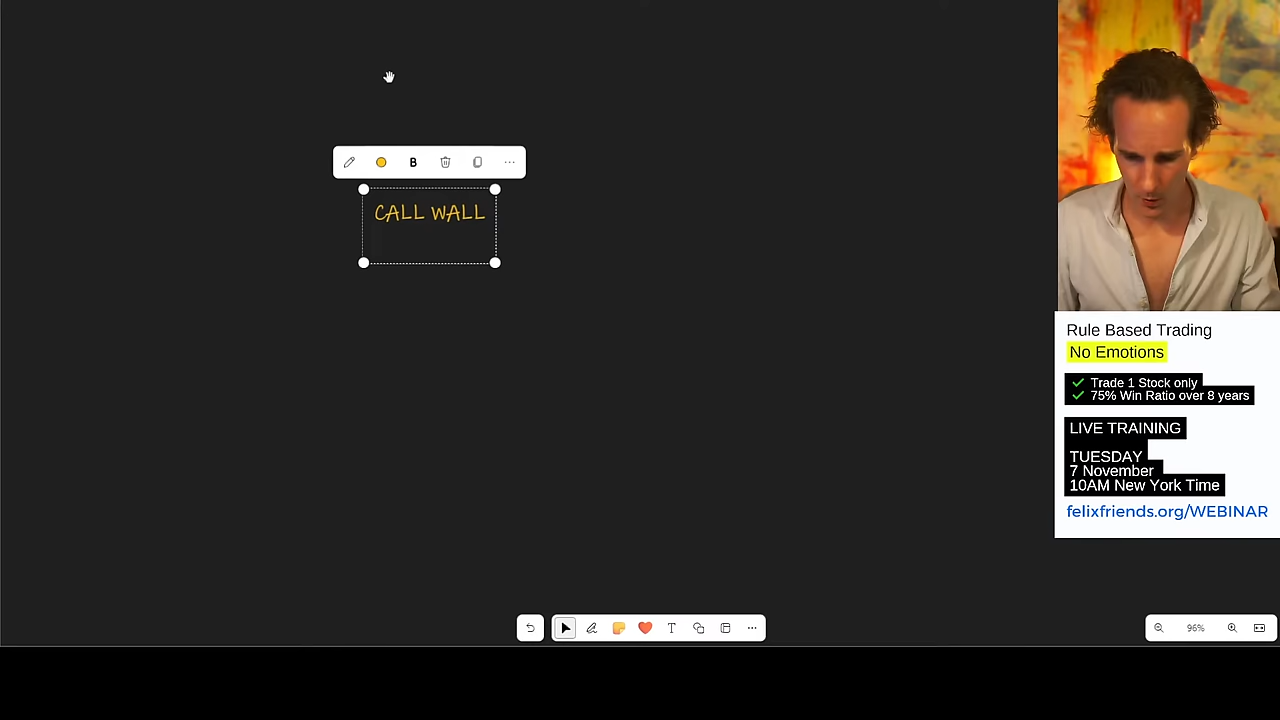 B
CALL WALL
Rule Based Trading
No Emotions
Trade 1 Stock only
75% Win Ratio over 8 years
LIVE TRAINING
TUESDAY
7 November
10AM New York Time
felixfriends.org/WEBINAR
T
96%